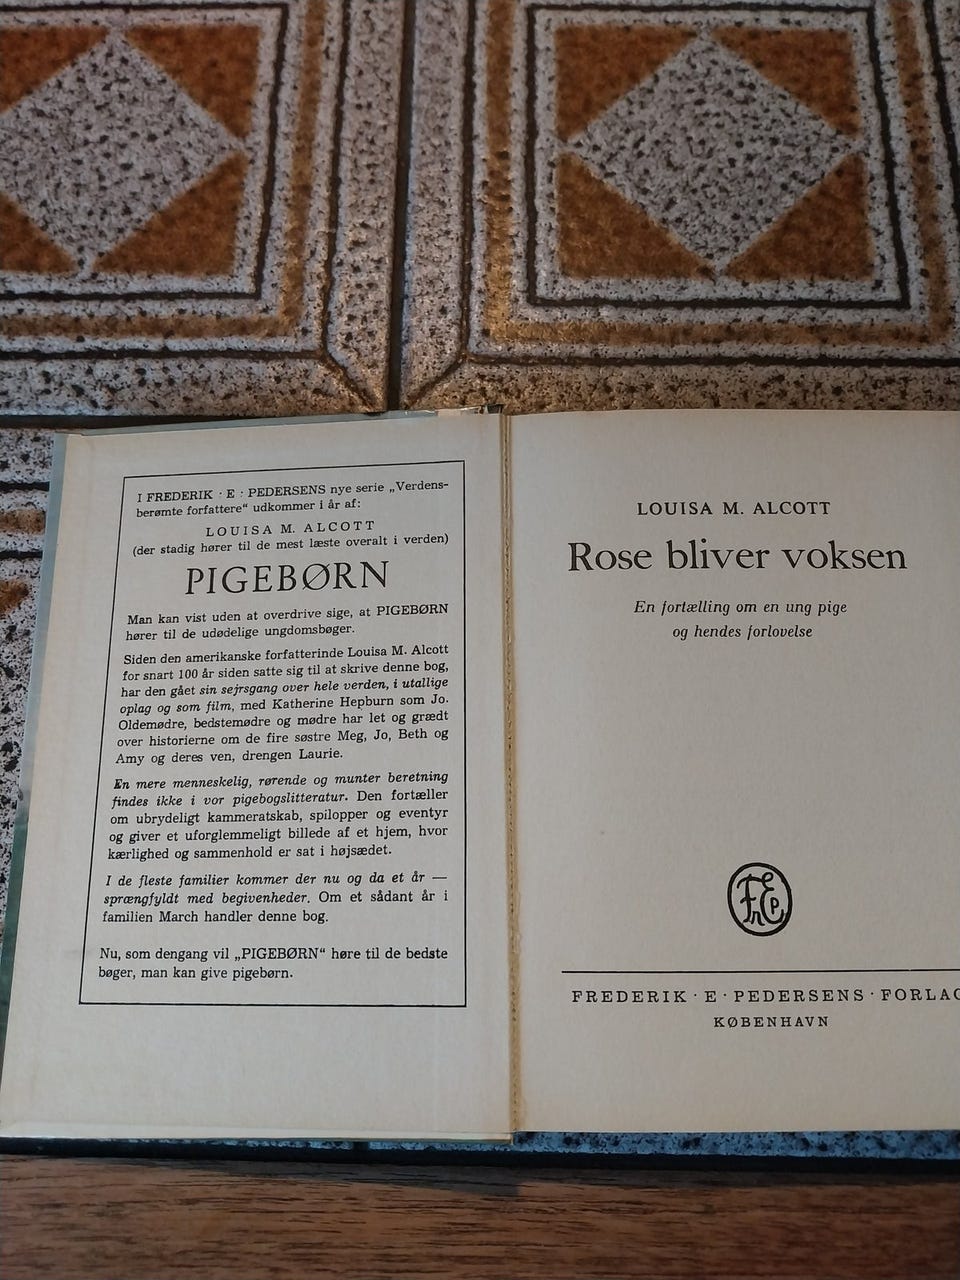 I FREDERIK · E · PEDERSENS nye serie „Verdens-
berømte forfattere“ udkommer i år af:
LOUISA M. ALCOTT
(der stadig hører til de mest læste overalt i verden)
PIGEBØRN
Man kan vist uden at overdrive sige, at PIGEBØRN
hører til de udødelige ungdomsbøger.
Siden den amerikanske forfatterinde Louisa M. Alcott
for snart 100 år siden satte sig til at skrive denne bog,
har den gået sin sejrsgang over hele verden, i utallige
oplag og som film, med Katherine Hepburn som Jo.
Oldemødre, bedstemødre og mødre har let og grædt
over historierne om de fire søstre Meg, Jo, Beth og
Amy og deres ven, drengen Laurie.
En mere menneskelig, rørende og munter beretning
findes ikke i vor pigebogslitteratur. Den fortæller
om ubrydeligt kammeratskab, spilopper og eventyr
og giver et uforglemmeligt billede af et hjem, hvor
kærlighed og sammenhold er sat i højsædet.
I de fleste familier kommer der nu og da et år —
sprængfyldt med begivenheder. Om et sådant år i
familien March handler denne bog.
Nu, som dengang vil „PIGEBØRN“ høre til de bedste
bøger, man kan give pigebørn.
LOUISA M. ALCOTT
Rose bliver voksen
En fortælling om en ung pige
og hendes forlovelse
FREDERIK · E · PEDERSENS · FORLAG
KØBENHAVN